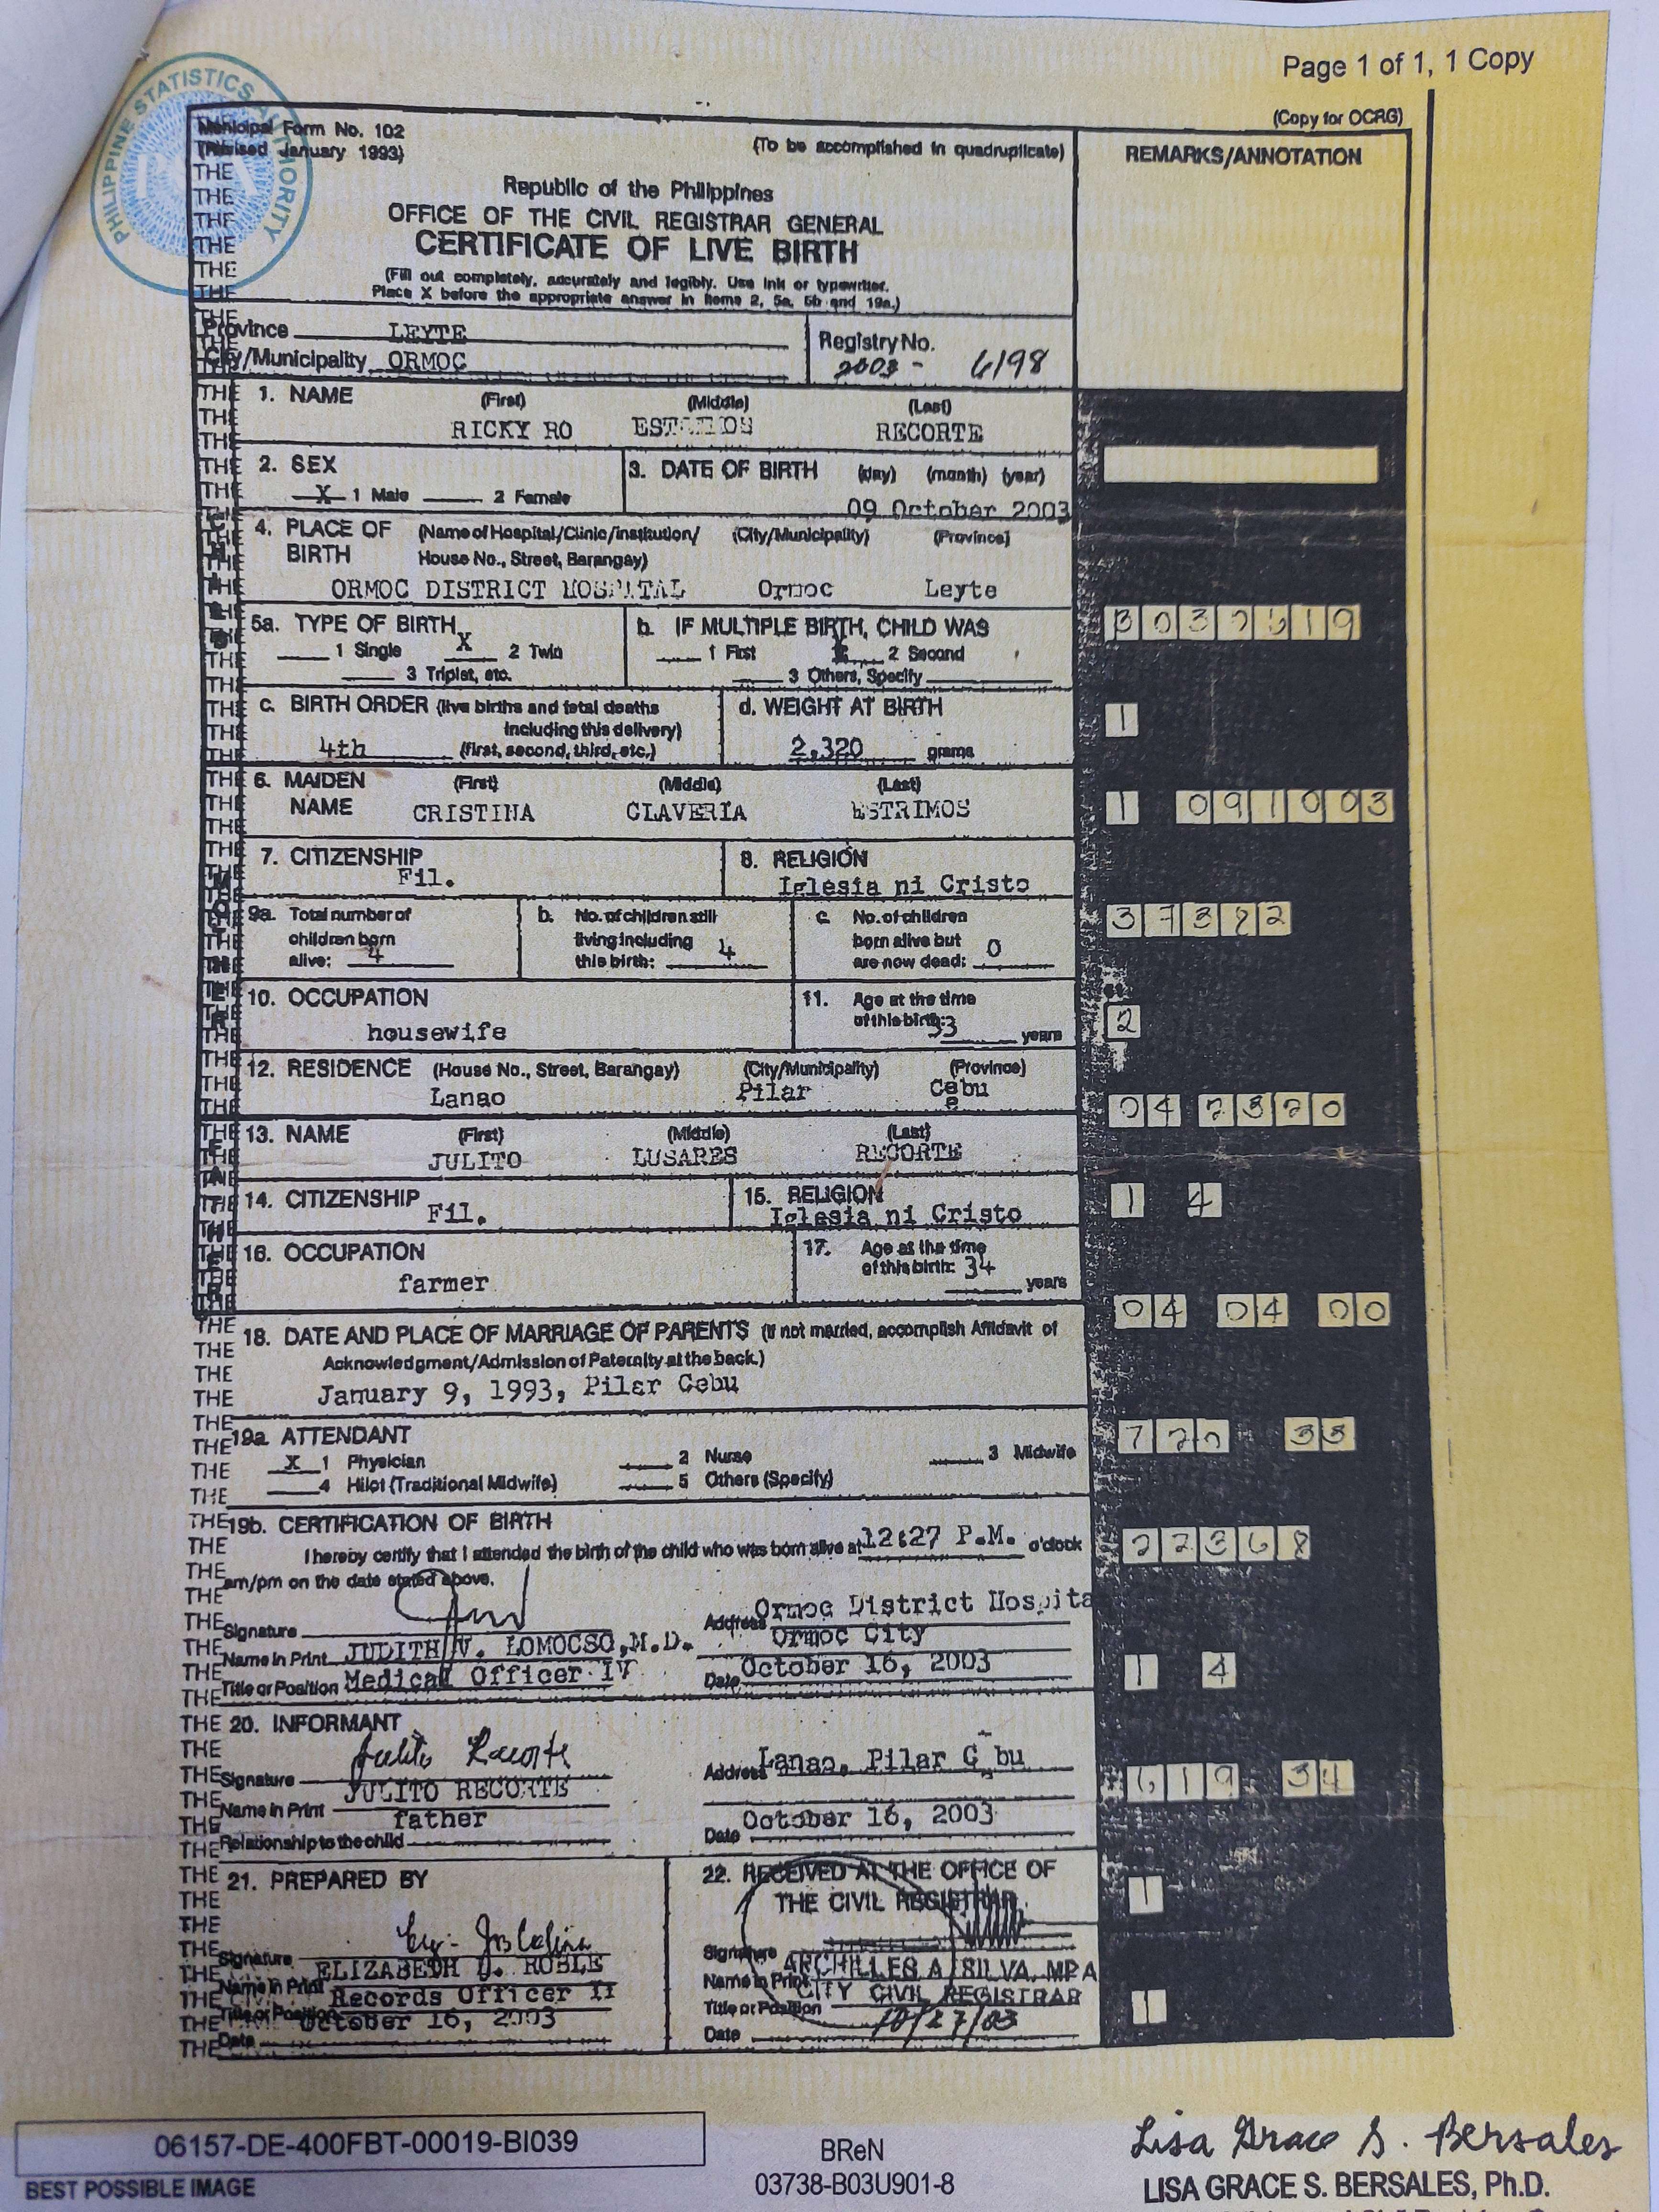 Page 1 of 1, 1 Copy
(Copy for OCRG)
PHILIPPINE STATISTICS AUTHORITY
Municipal Form No. 102
(Revised January 1993)
(To be accomplished in quadruplicate)
REMARKS/ANNOTATION
Republic of the Philippines
OFFICE OF THE CIVIL REGISTRAR GENERAL
CERTIFICATE OF LIVE BIRTH
(Fill out completely, accurately and legibly. Use ink or typewriter.
Place X before the appropriate answer in items 2, 5a, 5b and 19a.)
Province LEYTE
City/Municipality ORMOC
Registry No.
2003 - 6198
1. NAME (First) (Middle) (Last)
RICKY RO RECORTE
2. SEX
X 1 Male 2 Female
3. DATE OF BIRTH (day) (month) (year)
09 October 2003
4. PLACE OF BIRTH (Name of Hospital/Clinic/Institution/ House No., Street, Barangay) (City/Municipality) (Province)
ORMOC DISTRICT HOSPITAL Ormoc Leyte
5a. TYPE OF BIRTH
1 Single X 2 Twin
3 Triplet, etc.
b. IF MULTIPLE BIRTH, CHILD WAS
1 First 2 Second
3 Others, Specify
c. BIRTH ORDER (live births and fetal deaths
including this delivery)
4th (first, second, third, etc.)
d. WEIGHT AT BIRTH
2,320 grams
1
6. MAIDEN NAME (First) (Middle) (Last)
CRISTINA CLAVERIA ESTRIMOS
1 091003
7. CITIZENSHIP
Fil.
8. RELIGION
Iglesia ni Cristo
9a. Total number of
children born
alive: 4
b. No. of children still
living including
this birth: 4
c. No. of children
born alive but
are now dead: 0
10. OCCUPATION
housewife
11. Age at the time
of this birth: 33 years
2
12. RESIDENCE (House No., Street, Barangay) (City/Municipality) (Province)
Lanao Pilar Cebu
13. NAME (First) (Middle) (Last)
JULITO LUSARES RECORTE
14. CITIZENSHIP Fil.
15. RELIGION
Iglesia ni Cristo
1 4
16. OCCUPATION
farmer
17. Age at the time
of this birth: 34 years
04 04 00
18. DATE AND PLACE OF MARRIAGE OF PARENTS (If not married, accomplish Affidavit of
Acknowledgment/Admission of Paternity at the back.)
January 9, 1993, Pilar Cebu
19a. ATTENDANT
X 1 Physician 2 Nurse 3 Midwife
4 Hilot (Traditional Midwife) 5 Others (Specify)
33
19b. CERTIFICATION OF BIRTH
I hereby certify that I attended the birth of the child who was born alive at 12:27 P.M. o'clock
am/pm on the date stated above.
22368
Signature
Address Ormoc District Hospita
Ormoc City
Name in Print JUDITH V. LOMOCSO, M.D.
Title or Position Medical Officer IV
Date October 16, 2003
1 4
20. INFORMANT
Signature Julito Recorte
Address Lanao, Pilar Cebu
Name in Print JULITO RECORTE
Relationship to the child father
Date October 16, 2003
619 34
21. PREPARED BY
Signature
Name in Print ELIZABETH D. ROBLE
Title or Position Records Officer II
Date October 16, 2003
22. RECEIVED AT THE OFFICE OF
THE CIVIL REGISTRAR
Signature
Name in Print ARCHILLES A. SILVA, MPA
Title or Position CITY CIVIL REGISTRAR
Date 10/27/03
1
1
06157-DE-400FBT-00019-BI039
BEST POSSIBLE IMAGE
BReN
03738-B03U901-8
Lisa Grace S. Bersales
LISA GRACE S. BERSALES, Ph.D.